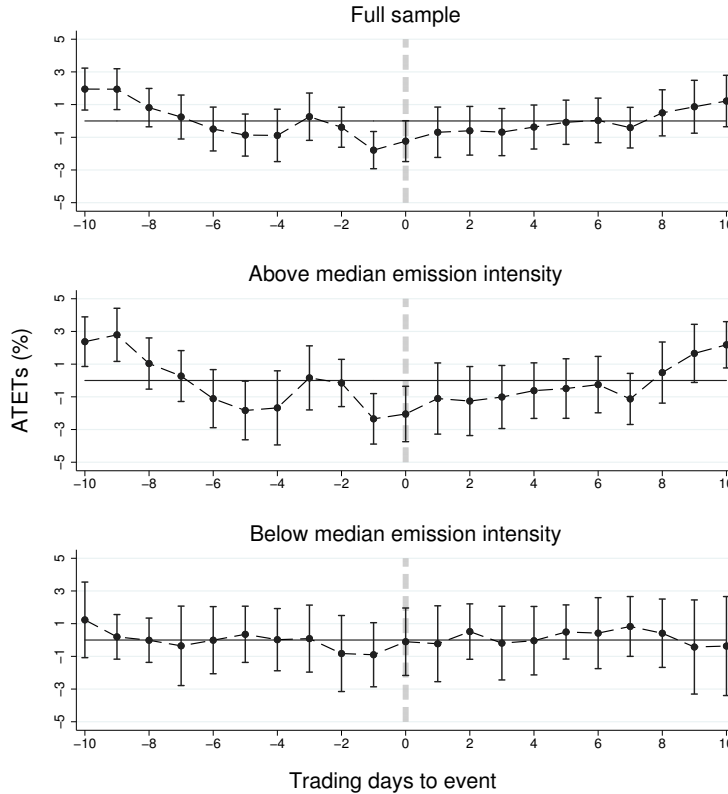 Full sample
5
3
1
−1
−3
−5
−10 −8 −6 −4 −2 0 2 4 6 8 10
Above median emission intensity
5
3
1
−1
−3
−5
−10 −8 −6 −4 −2 0 2 4 6 8 10
ATETs (%)
Below median emission intensity
5
3
1
−1
−3
−5
−10 −8 −6 −4 −2 0 2 4 6 8 10
Trading days to event